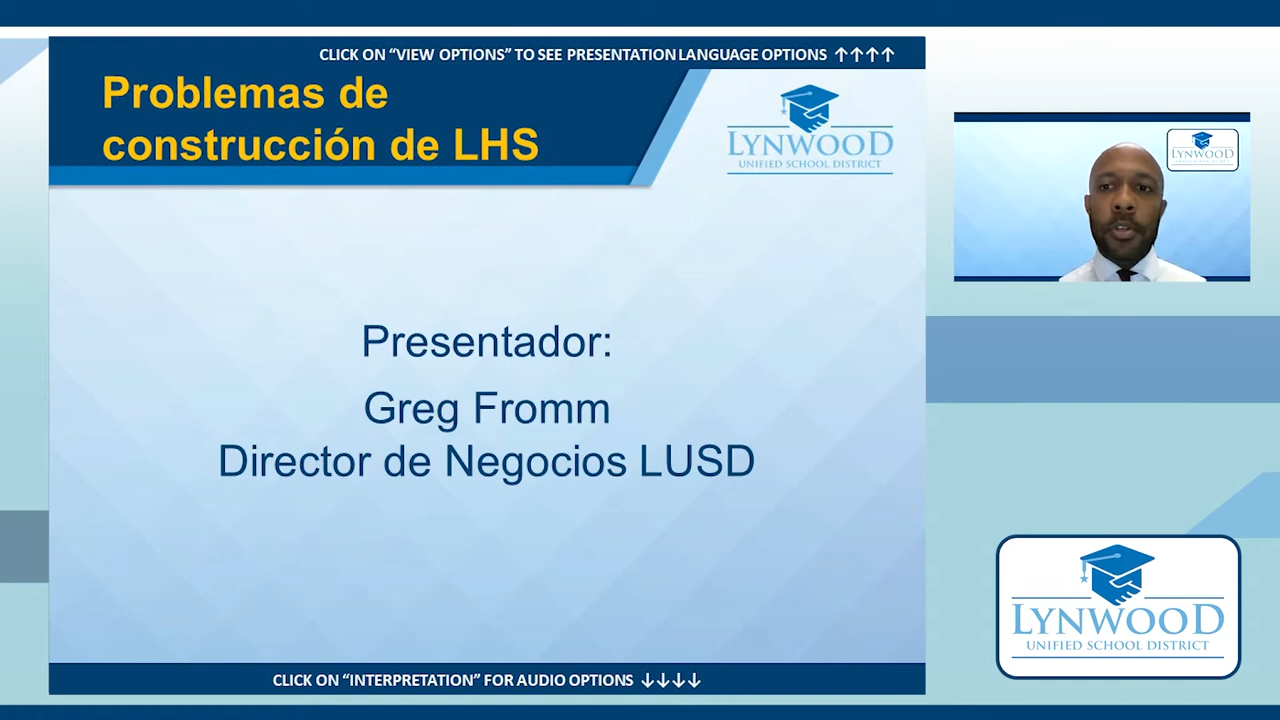 CLICK ON “VIEW OPTIONS” TO SEE PRESENTATION LANGUAGE OPTIONS ↑↑↑↑
Problemas de
construcción de LHS
LYNWOOD
UNIFIED SCHOOL DISTRICT
LYNWOOD
Presentador:
Greg Fromm
Director de Negocios LUSD
LYNWOOD
UNIFIED SCHOOL DISTRICT
CLICK ON “INTERPRETATION” FOR AUDIO OPTIONS ↓↓↓↓